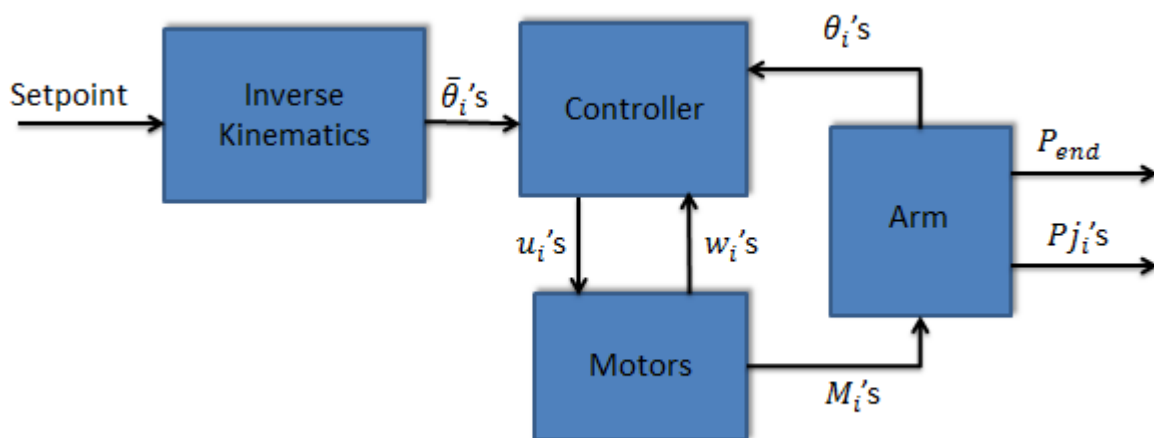 Setpoint
Inverse
Kinematics
θ̄ᵢ's
Controller
θᵢ's
uᵢ's
wᵢ's
Motors
Mᵢ's
Arm
P_end
Pjᵢ's